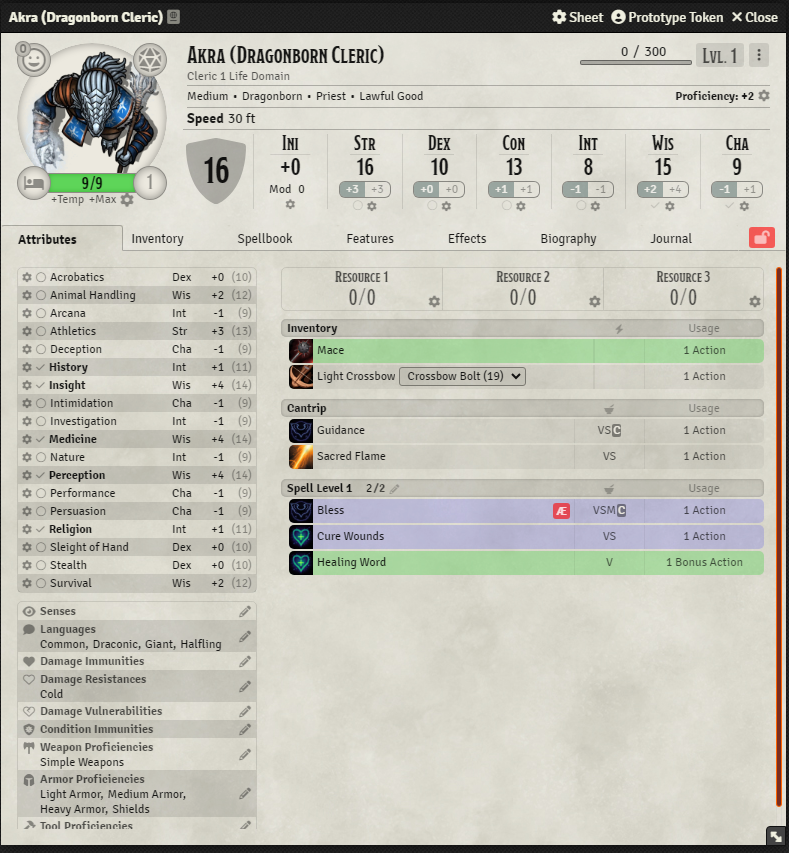 Akra (Dragonborn Cleric) Sheet Prototype Token Close
0
Akra (Dragonborn Cleric)
0 / 300
Lvl. 1
Cleric 1 Life Domain
Medium • Dragonborn • Priest • Lawful Good
Proficiency: +2
Speed 30 ft
9/9
1
+Temp +Max
16
Ini
+0
Mod 0
Str
16
+3 +3
Dex
10
+0 +0
Con
13
+1 +1
Int
8
-1 -1
Wis
15
+2 +4
Cha
9
-1 +1
Attributes Inventory Spellbook Features Effects Biography Journal
Acrobatics Dex +0 (10)
Animal Handling Wis +2 (12)
Arcana Int -1 (9)
Athletics Str +3 (13)
Deception Cha -1 (9)
History Int +1 (11)
Insight Wis +4 (14)
Intimidation Cha -1 (9)
Investigation Int -1 (9)
Medicine Wis +4 (14)
Nature Int -1 (9)
Perception Wis +4 (14)
Performance Cha -1 (9)
Persuasion Cha -1 (9)
Religion Int +1 (11)
Sleight of Hand Dex +0 (10)
Stealth Dex +0 (10)
Survival Wis +2 (12)
Senses
Languages
Common, Draconic, Giant, Halfling
Damage Immunities
Damage Resistances
Cold
Damage Vulnerabilities
Condition Immunities
Weapon Proficiencies
Simple Weapons
Armor Proficiencies
Light Armor, Medium Armor,
Heavy Armor, Shields
Tool Proficiencies
Resource 1
0/0
Resource 2
0/0
Resource 3
0/0
Inventory Usage
Mace 1 Action
Light Crossbow Crossbow Bolt (19) 1 Action
Cantrip Usage
Guidance VSC 1 Action
Sacred Flame VS 1 Action
Spell Level 1 2/2 Usage
Bless Æ VSMC 1 Action
Cure Wounds VS 1 Action
Healing Word V 1 Bonus Action